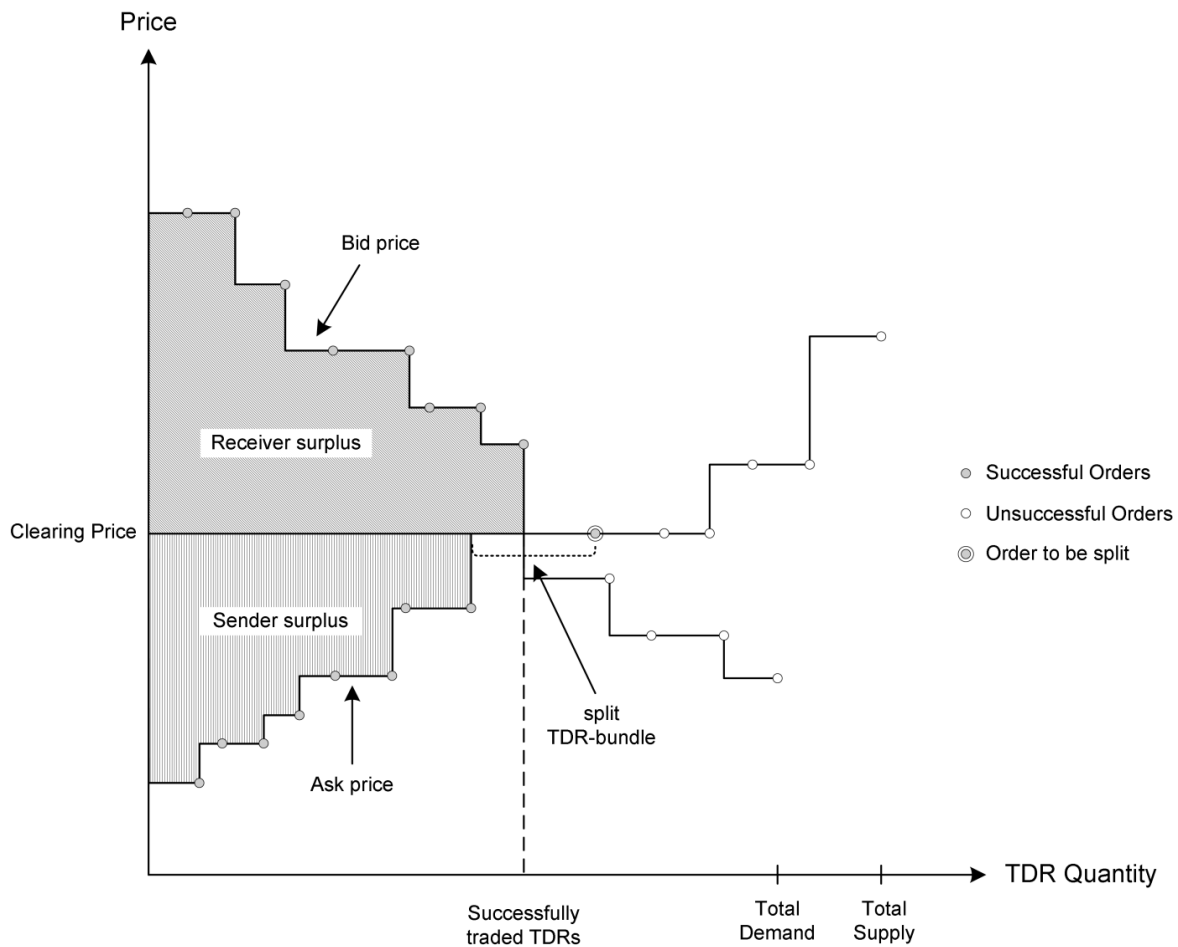 Price
Bid price
Receiver surplus
Successful Orders
Clearing Price
Unsuccessful Orders
Order to be split
Sender surplus
split
TDR-bundle
Ask price
TDR Quantity
Successfully
traded TDRs
Total
Demand
Total
Supply